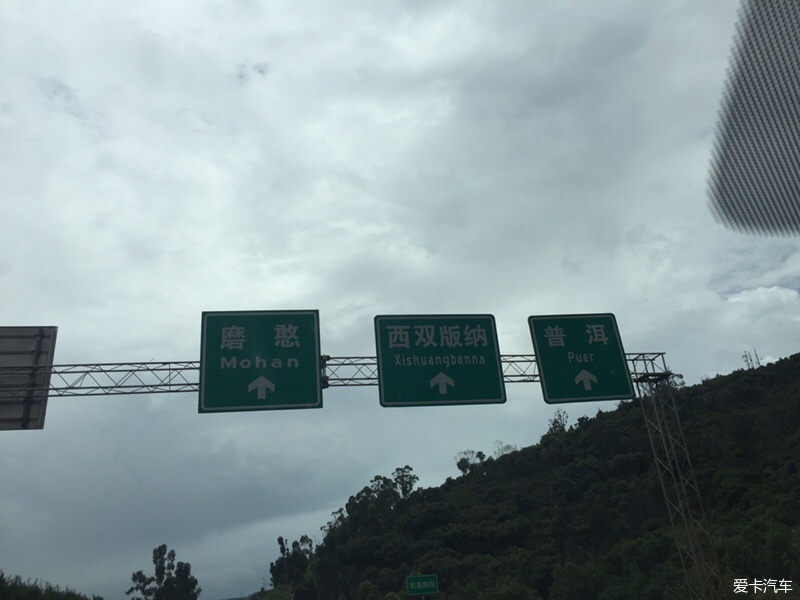 磨憨
Mohan
西双版纳
Xishuangbanna
普洱
Puer
爱卡汽车